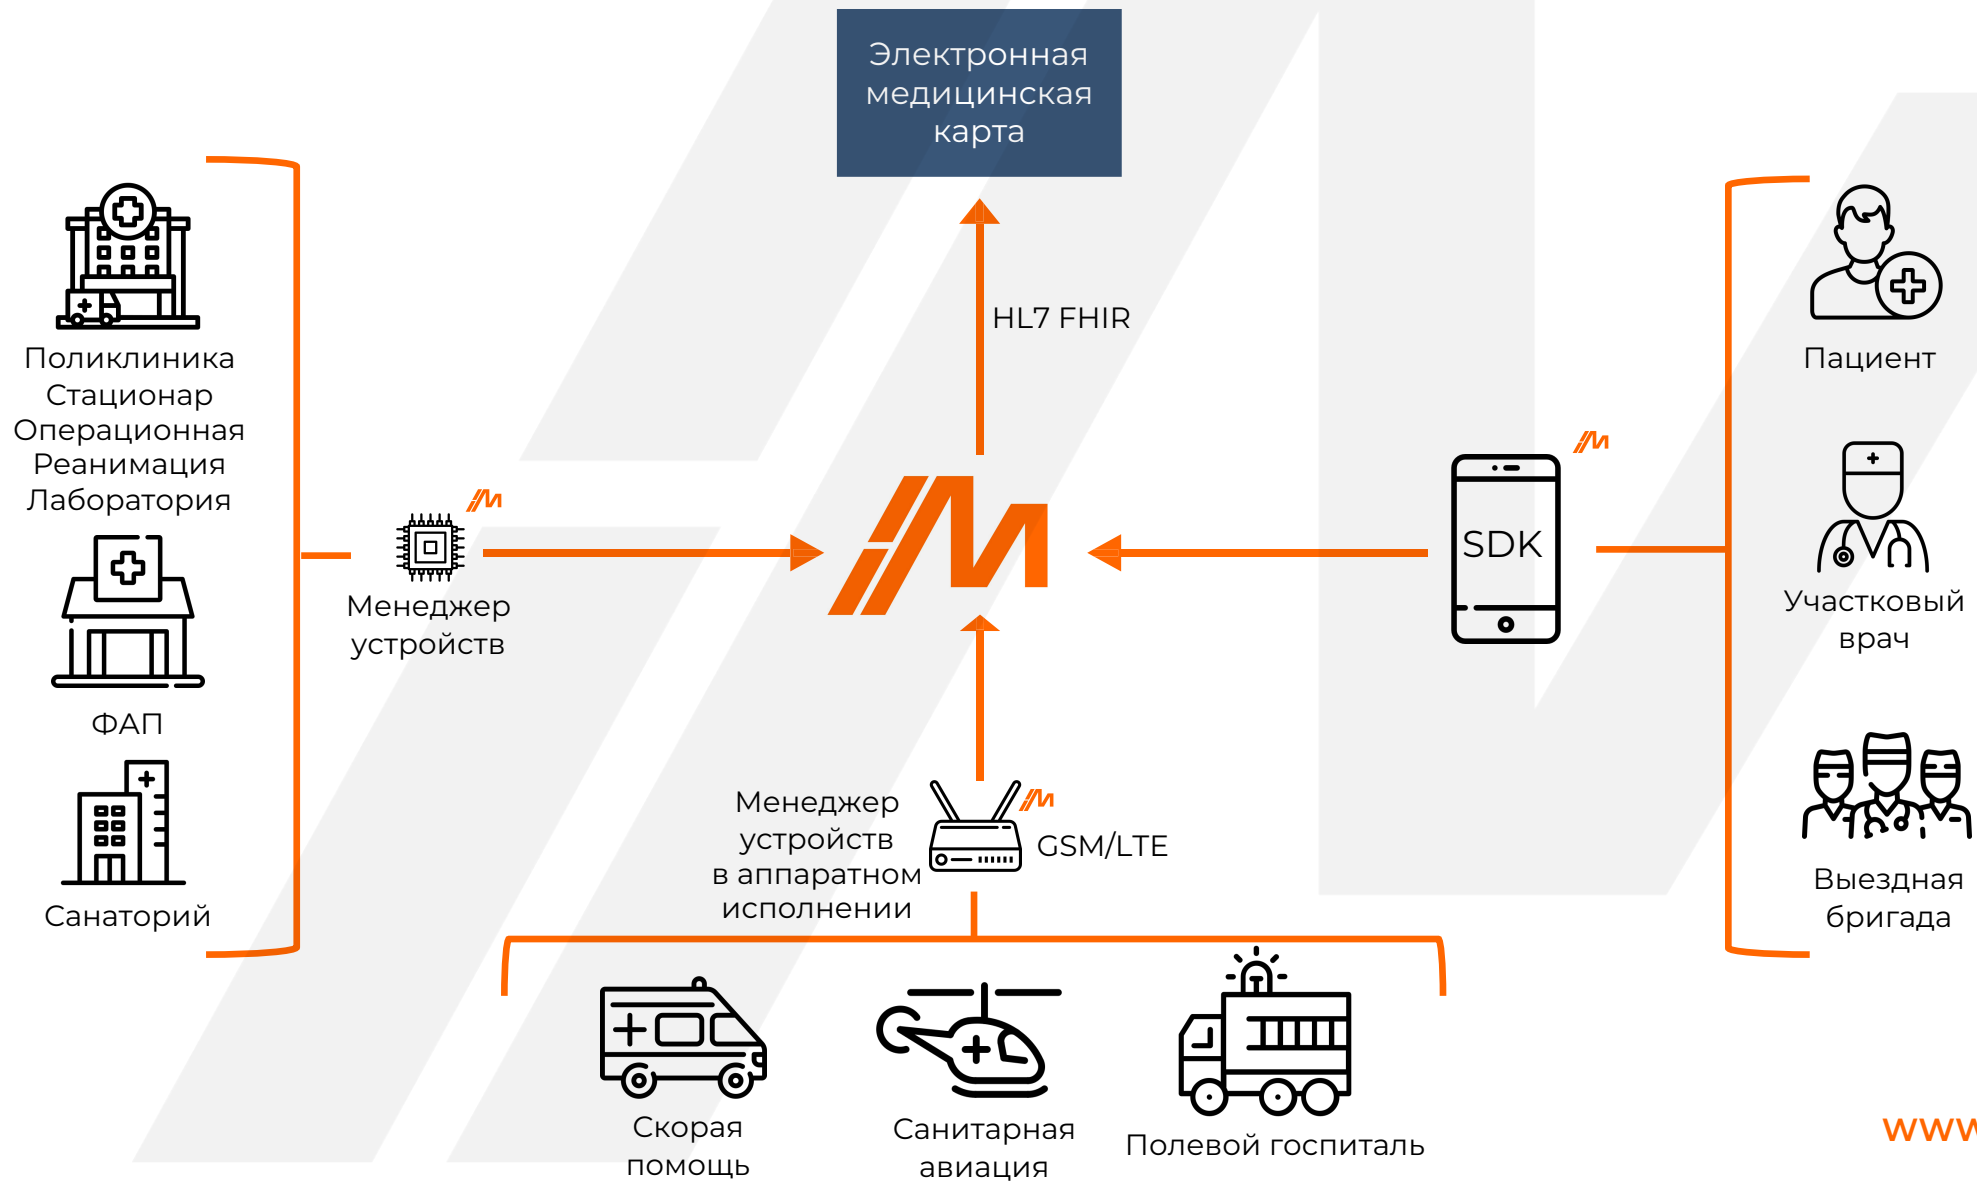 Электронная
медицинская
карта
HL7 FHIR
Поликлиника
Стационар
Операционная
Реанимация
Лаборатория
ФАП
Санаторий
Менеджер
устройств
SDK
Пациент
Участковый
врач
Выездная
бригада
Менеджер
устройств
в аппаратном
исполнении
GSM/LTE
Скорая
помощь
Санитарная
авиация
Полевой госпиталь
www